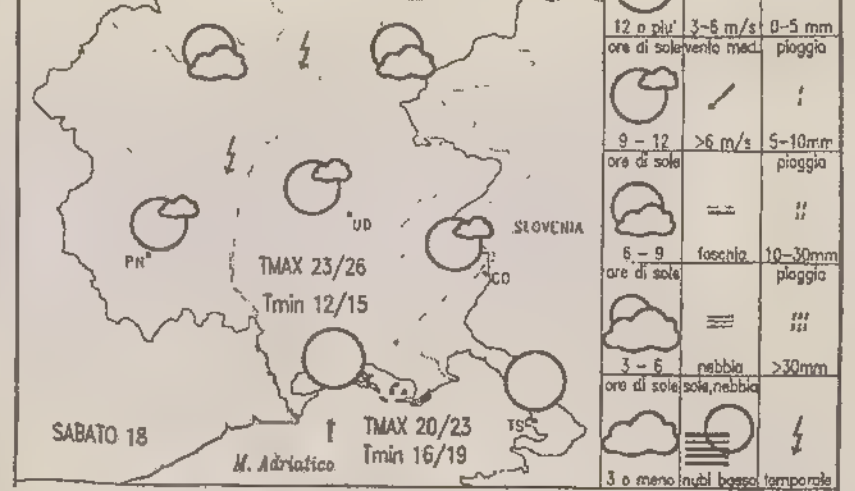 12 o piu' 3-6 m/s 0-5 mm
ore di sole vento med. pioggia
9 - 12 >6 m/s 5-10mm
ore di sole pioggia
6 - 9 foschia 10-30mm
ore di sole pioggia
3 - 6 nebbia >30mm
ore di sole sole,nebbia
3 o meno nubi basse temporale
SLOVENIA
UD
PN
GO
TMAX 23/26
Tmin 12/15
TS
SABATO 18
M. Adriatico
TMAX 20/23
Tmin 16/19